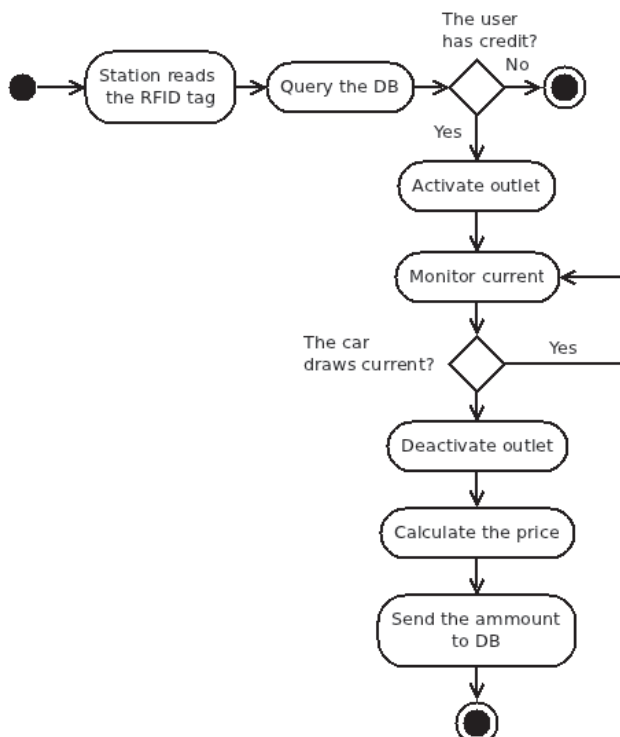 The user
has credit?
No
Station reads
the RFID tag
Query the DB
Yes
Activate outlet
Monitor current
The car
draws current?
Yes
Deactivate outlet
Calculate the price
Send the ammount
to DB